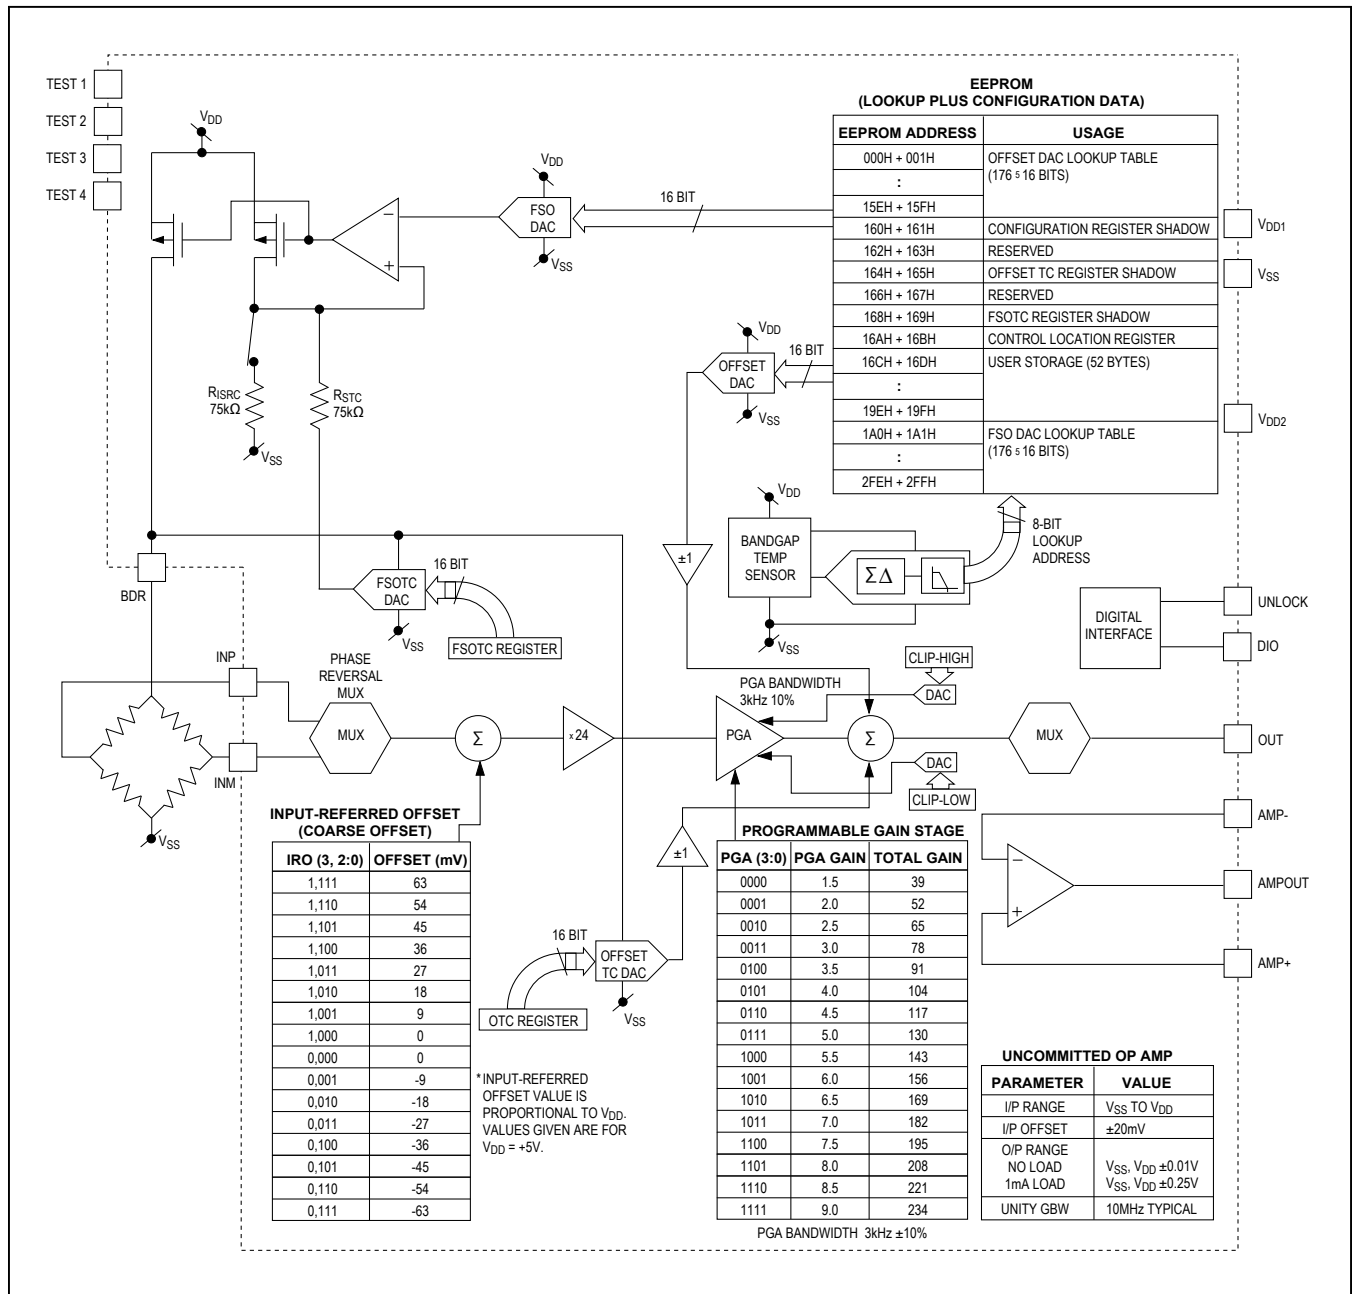 TEST 1
TEST 2
TEST 3
TEST 4
VDD
VDD
FSO
DAC
VSS
16 BIT
−
+
RISRC
75kΩ
VSS
RSTC
75kΩ
EEPROM
(LOOKUP PLUS CONFIGURATION DATA)
EEPROM ADDRESS USAGE
000H + 001H OFFSET DAC LOOKUP TABLE
: (176 5 16 BITS)
15EH + 15FH
160H + 161H CONFIGURATION REGISTER SHADOW
162H + 163H RESERVED
164H + 165H OFFSET TC REGISTER SHADOW
166H + 167H RESERVED
168H + 169H FSOTC REGISTER SHADOW
16AH + 16BH CONTROL LOCATION REGISTER
16CH + 16DH USER STORAGE (52 BYTES)
:
19EH + 19FH
1A0H + 1A1H FSO DAC LOOKUP TABLE
: (176 5 16 BITS)
2FEH + 2FFH
VDD1
VSS
VDD2
VDD
OFFSET
DAC
VSS
16 BIT
±1
VDD
BANDGAP
TEMP
SENSOR
VSS
ΣΔ
8-BIT
LOOKUP
ADDRESS
DIGITAL
INTERFACE
UNLOCK
DIO
BDR
16 BIT
FSOTC
DAC
VSS
FSOTC REGISTER
INP
INM
VSS
PHASE
REVERSAL
MUX
MUX
Σ
x 24
PGA BANDWIDTH
3kHz 10%
PGA
CLIP-HIGH
DAC
Σ
DAC
CLIP-LOW
MUX
OUT
AMP-
AMPOUT
AMP+
−
+
INPUT-REFERRED OFFSET
(COARSE OFFSET)
IRO (3, 2:0) OFFSET (mV)
1,111 63
1,110 54
1,101 45
1,100 36
1,011 27
1,010 18
1,001 9
1,000 0
0,000 0
0,001 -9
0,010 -18
0,011 -27
0,100 -36
0,101 -45
0,110 -54
0,111 -63
16 BIT
OFFSET
TC DAC
VSS
OTC REGISTER
±1
*INPUT-REFERRED
OFFSET VALUE IS
PROPORTIONAL TO VDD.
VALUES GIVEN ARE FOR
VDD = +5V.
PROGRAMMABLE GAIN STAGE
PGA (3:0) PGA GAIN TOTAL GAIN
0000 1.5 39
0001 2.0 52
0010 2.5 65
0011 3.0 78
0100 3.5 91
0101 4.0 104
0110 4.5 117
0111 5.0 130
1000 5.5 143
1001 6.0 156
1010 6.5 169
1011 7.0 182
1100 7.5 195
1101 8.0 208
1110 8.5 221
1111 9.0 234
PGA BANDWIDTH 3kHz ±10%
UNCOMMITTED OP AMP
PARAMETER VALUE
I/P RANGE VSS TO VDD
I/P OFFSET ±20mV
O/P RANGE
NO LOAD VSS, VDD ±0.01V
1mA LOAD VSS, VDD ±0.25V
UNITY GBW 10MHz TYPICAL